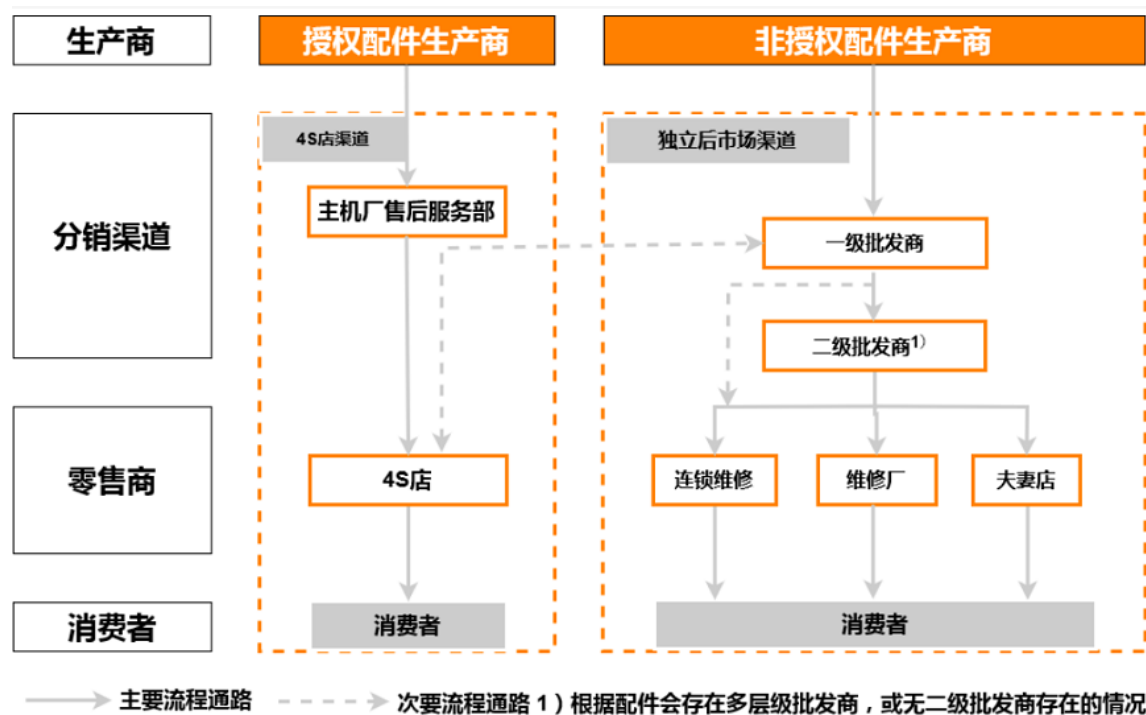 生产商
授权配件生产商
非授权配件生产商
分销渠道
4S店渠道
独立后市场渠道
主机厂售后服务部
一级批发商
二级批发商1)
零售商
4S店
连锁维修
维修厂
夫妻店
消费者
消费者
消费者
主要流程通路
次要流程通路 1）根据配件会存在多层级批发商，或无二级批发商存在的情况